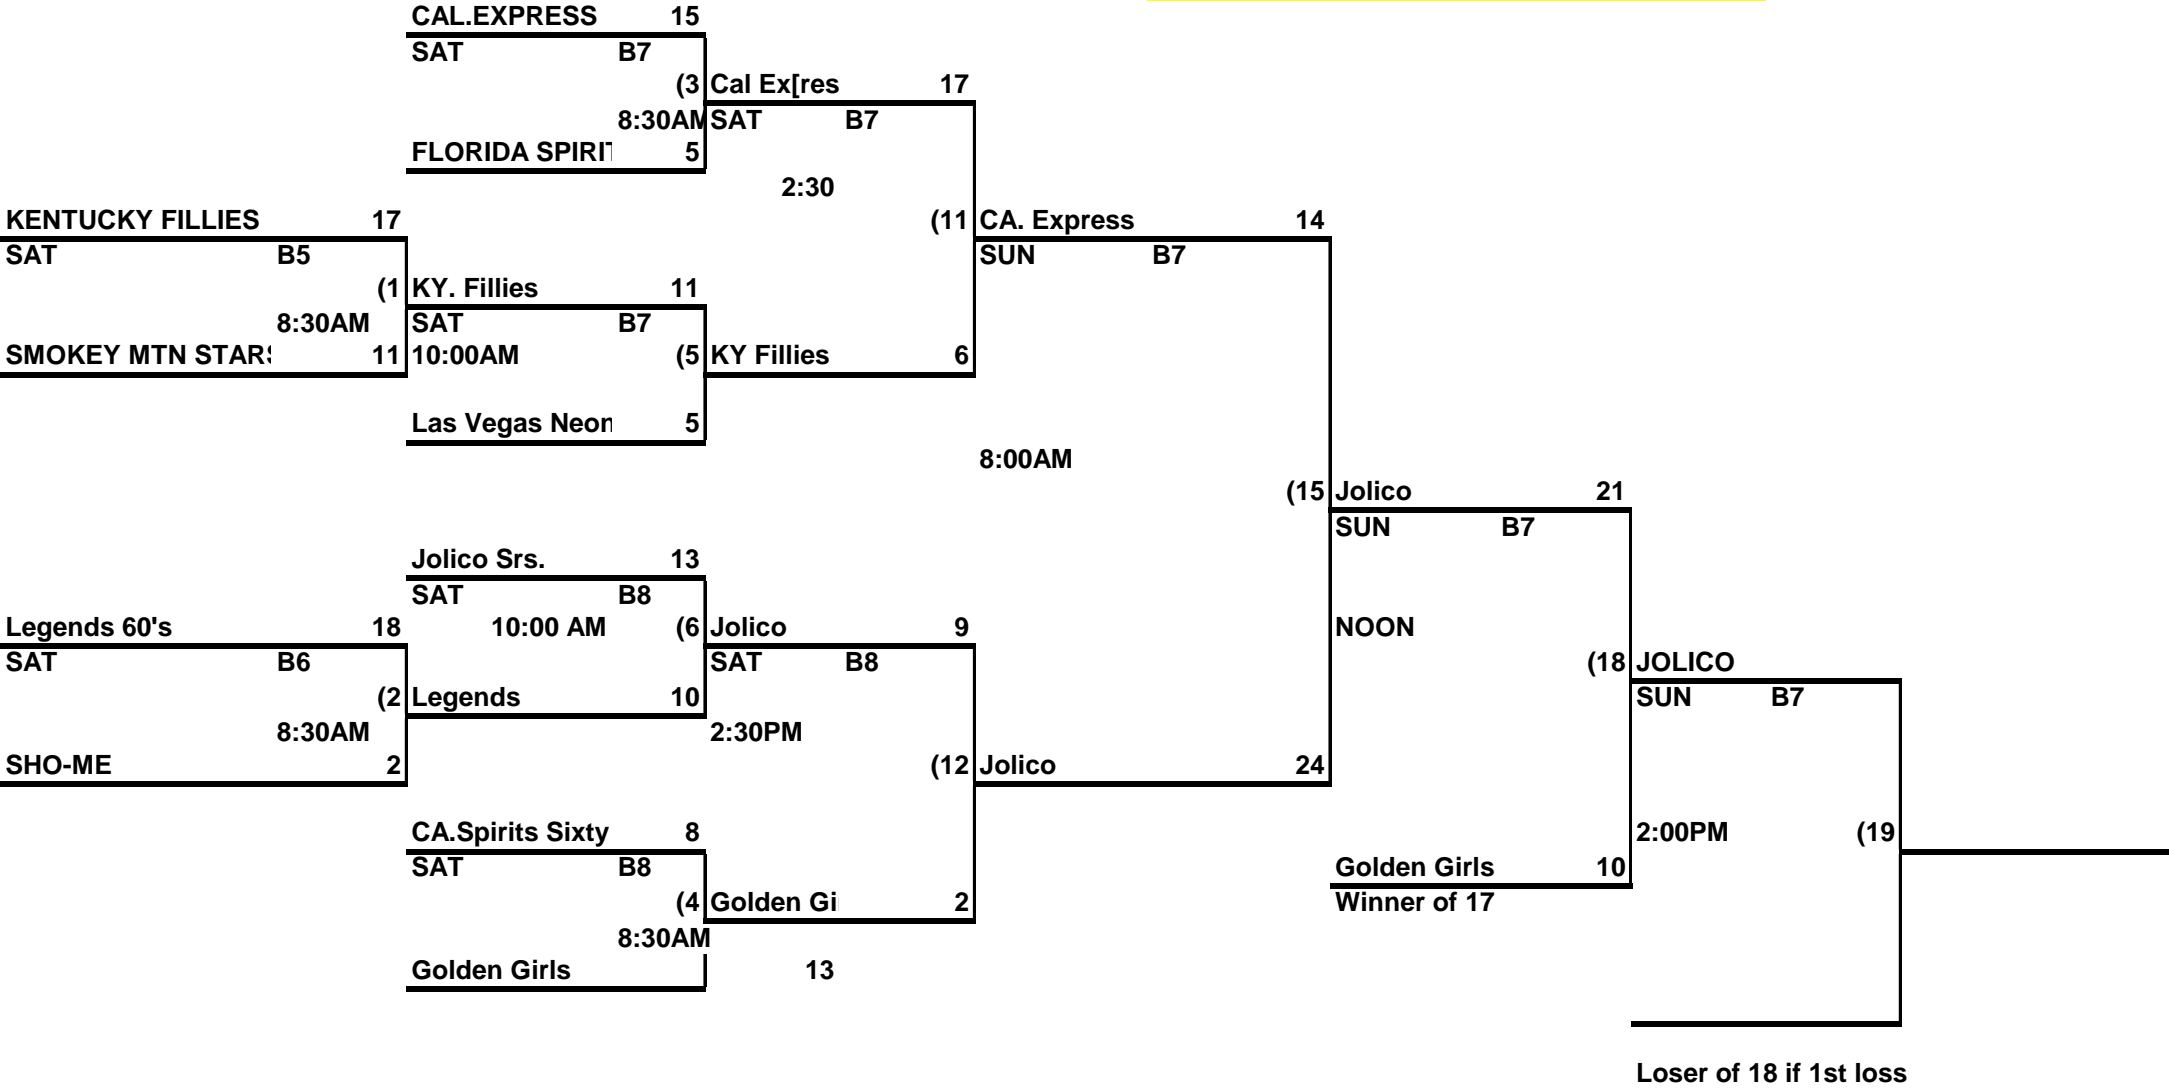 CAL.EXPRESS 15
SAT B7
(3 Cal Ex[res 17
8:30AM SAT B7
FLORIDA SPIRIT 5
2:30
KENTUCKY FILLIES 17 (11 CA. Express 14
SAT B5 SUN B7
(1 KY. Fillies 11
8:30AM SAT B7
SMOKEY MTN STARS 11 10:00AM (5 KY Fillies 6
Las Vegas Neon 5
8:00AM
(15 Jolico 21
SUN B7
Jolico Srs. 13
SAT B8
Legends 60's 18 10:00 AM (6 Jolico 9 NOON
SAT B6 SAT B8 (18 JOLICO
(2 Legends 10 SUN B7
8:30AM 2:30PM
SHO-ME 2 (12 Jolico 24
CA.Spirits Sixty 8 2:00PM (19
SAT B8 Golden Girls 10
(4 Golden Gi 2 Winner of 17
8:30AM
Golden Girls 13
Loser of 18 if 1st loss